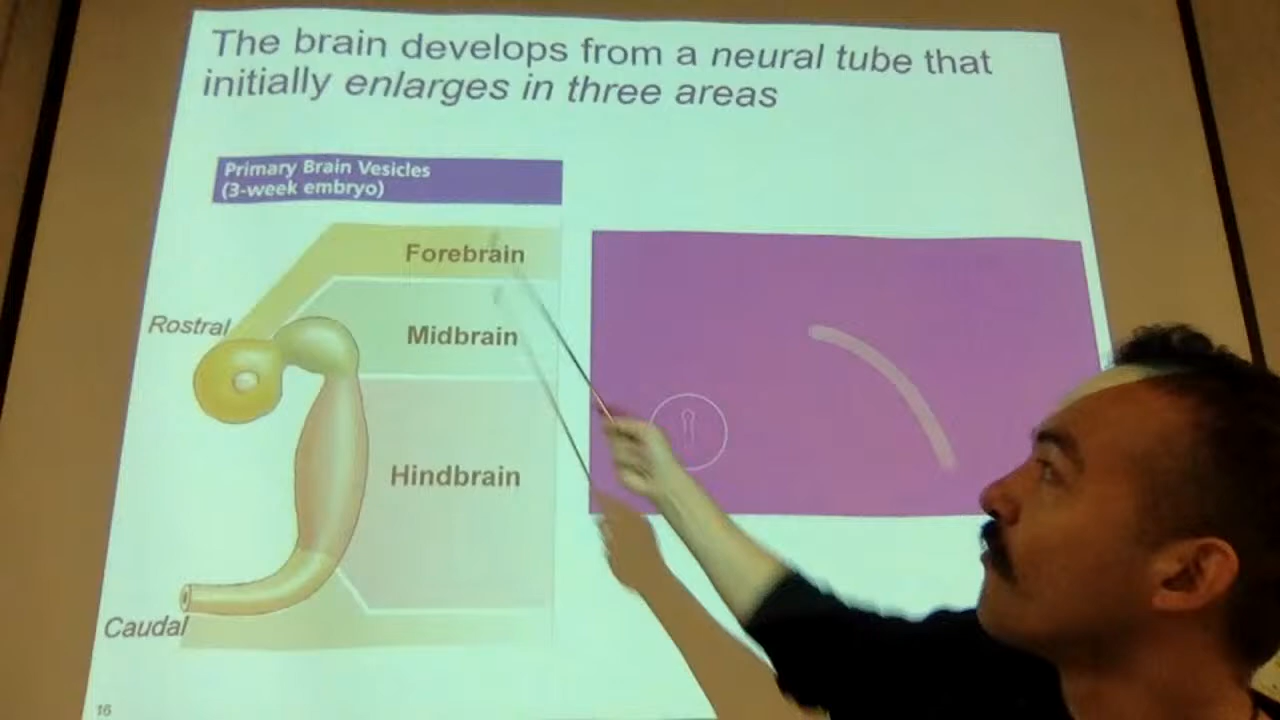 The brain develops from a neural tube that
initially enlarges in three areas
Primary Brain Vesicles
(3-week embryo)
Forebrain
Rostral
Midbrain
Hindbrain
Caudal
16